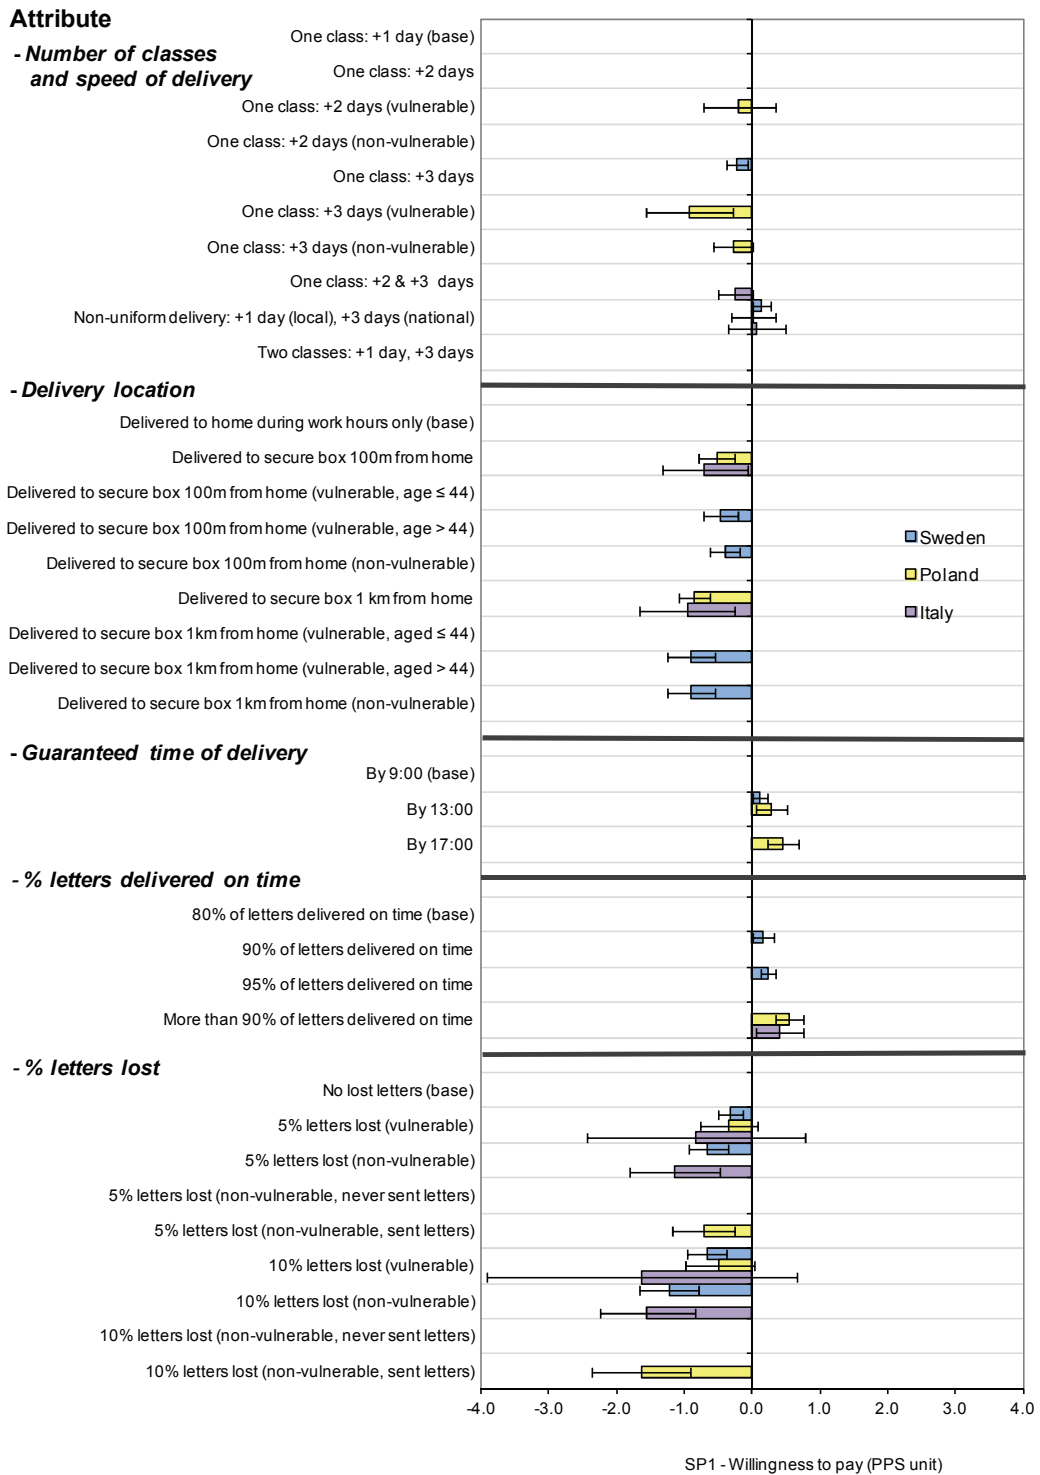 Attribute
- Number of classes
and speed of delivery
One class: +1 day (base)
One class: +2 days
One class: +2 days (vulnerable)
One class: +2 days (non-vulnerable)
One class: +3 days
One class: +3 days (vulnerable)
One class: +3 days (non-vulnerable)
One class: +2 & +3 days
Non-uniform delivery: +1 day (local), +3 days (national)
Two classes: +1 day, +3 days
- Delivery location
Delivered to home during work hours only (base)
Delivered to secure box 100m from home
Delivered to secure box 100m from home (vulnerable, age ≤ 44)
Delivered to secure box 100m from home (vulnerable, age > 44)
Delivered to secure box 100m from home (non-vulnerable)
Delivered to secure box 1 km from home
Delivered to secure box 1km from home (vulnerable, aged ≤ 44)
Delivered to secure box 1km from home (vulnerable, aged > 44)
Delivered to secure box 1km from home (non-vulnerable)
Sweden
Poland
Italy
- Guaranteed time of delivery
By 9:00 (base)
By 13:00
By 17:00
- % letters delivered on time
80% of letters delivered on time (base)
90% of letters delivered on time
95% of letters delivered on time
More than 90% of letters delivered on time
- % letters lost
No lost letters (base)
5% letters lost (vulnerable)
5% letters lost (non-vulnerable)
5% letters lost (non-vulnerable, never sent letters)
5% letters lost (non-vulnerable, sent letters)
10% letters lost (vulnerable)
10% letters lost (non-vulnerable)
10% letters lost (non-vulnerable, never sent letters)
10% letters lost (non-vulnerable, sent letters)
-4.0 -3.0 -2.0 -1.0 0.0 1.0 2.0 3.0 4.0
SP1 - Willingness to pay (PPS unit)